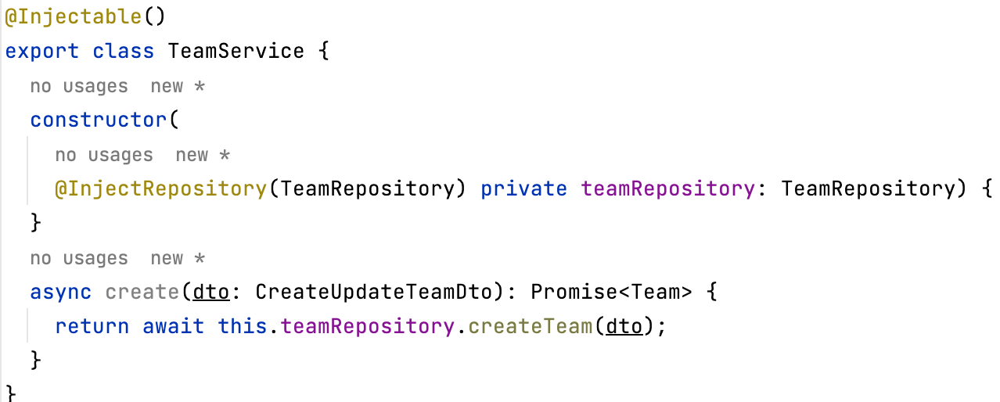 @Injectable()
export class TeamService {
no usages new *
constructor(
no usages new *
@InjectRepository(TeamRepository) private teamRepository: TeamRepository) {
}
no usages new *
async create(dto: CreateUpdateTeamDto): Promise<Team> {
return await this.teamRepository.createTeam(dto);
}
}